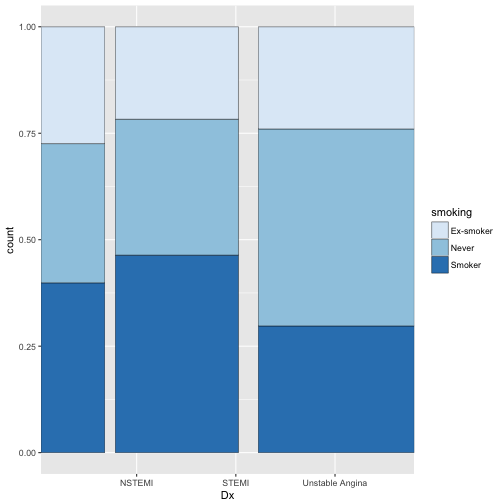 1.00
0.75
0.50
0.25
0.00
count
NSTEMI STEMI Unstable Angina
Dx
smoking
Ex-smoker
Never
Smoker